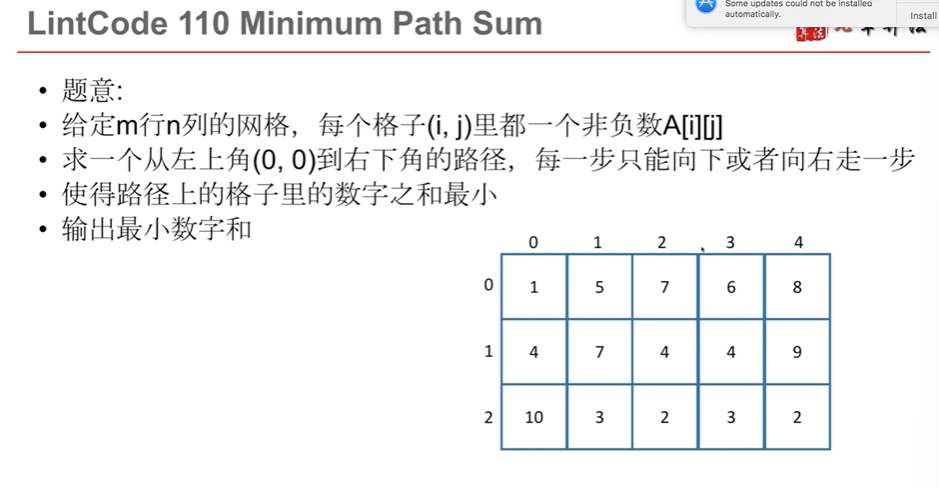 LintCode 110 Minimum Path Sum
Some updates could not be installed
automatically.
Install
• 题意:
• 给定m行n列的网格，每个格子(i, j)里都一个非负数A[i][j]
• 求一个从左上角(0, 0)到右下角的路径，每一步只能向下或者向右走一步
• 使得路径上的格子里的数字之和最小
• 输出最小数字和
0 1 2 3 4
0 1 5 7 6 8
1 4 7 4 4 9
2 10 3 2 3 2